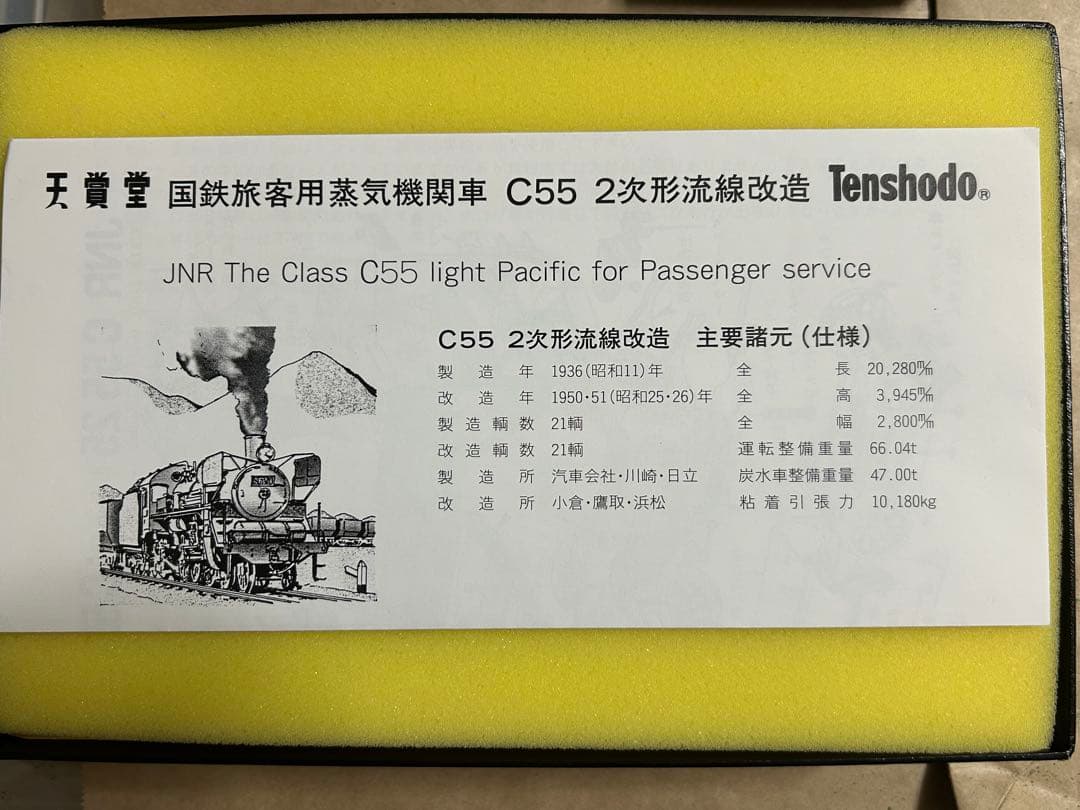 天賞堂 国鉄旅客用蒸気機関車 C55 2次形流線改造 Tenshodo®
JNR The Class C55 light Pacific for Passenger service
C55 2次形流線改造 主要諸元(仕様)
製造年 1936(昭和11)年 全長 20,280㎜
改造年 1950・51(昭和25・26)年 全高 3,945㎜
製造輌数 21輌 全幅 2,800㎜
改造輌数 21輌 運転整備重量 66.04t
製造所 汽車会社・川崎・日立 炭水車整備重量 47.00t
改造所 小倉・鷹取・浜松 粘着引張力 10,180kg